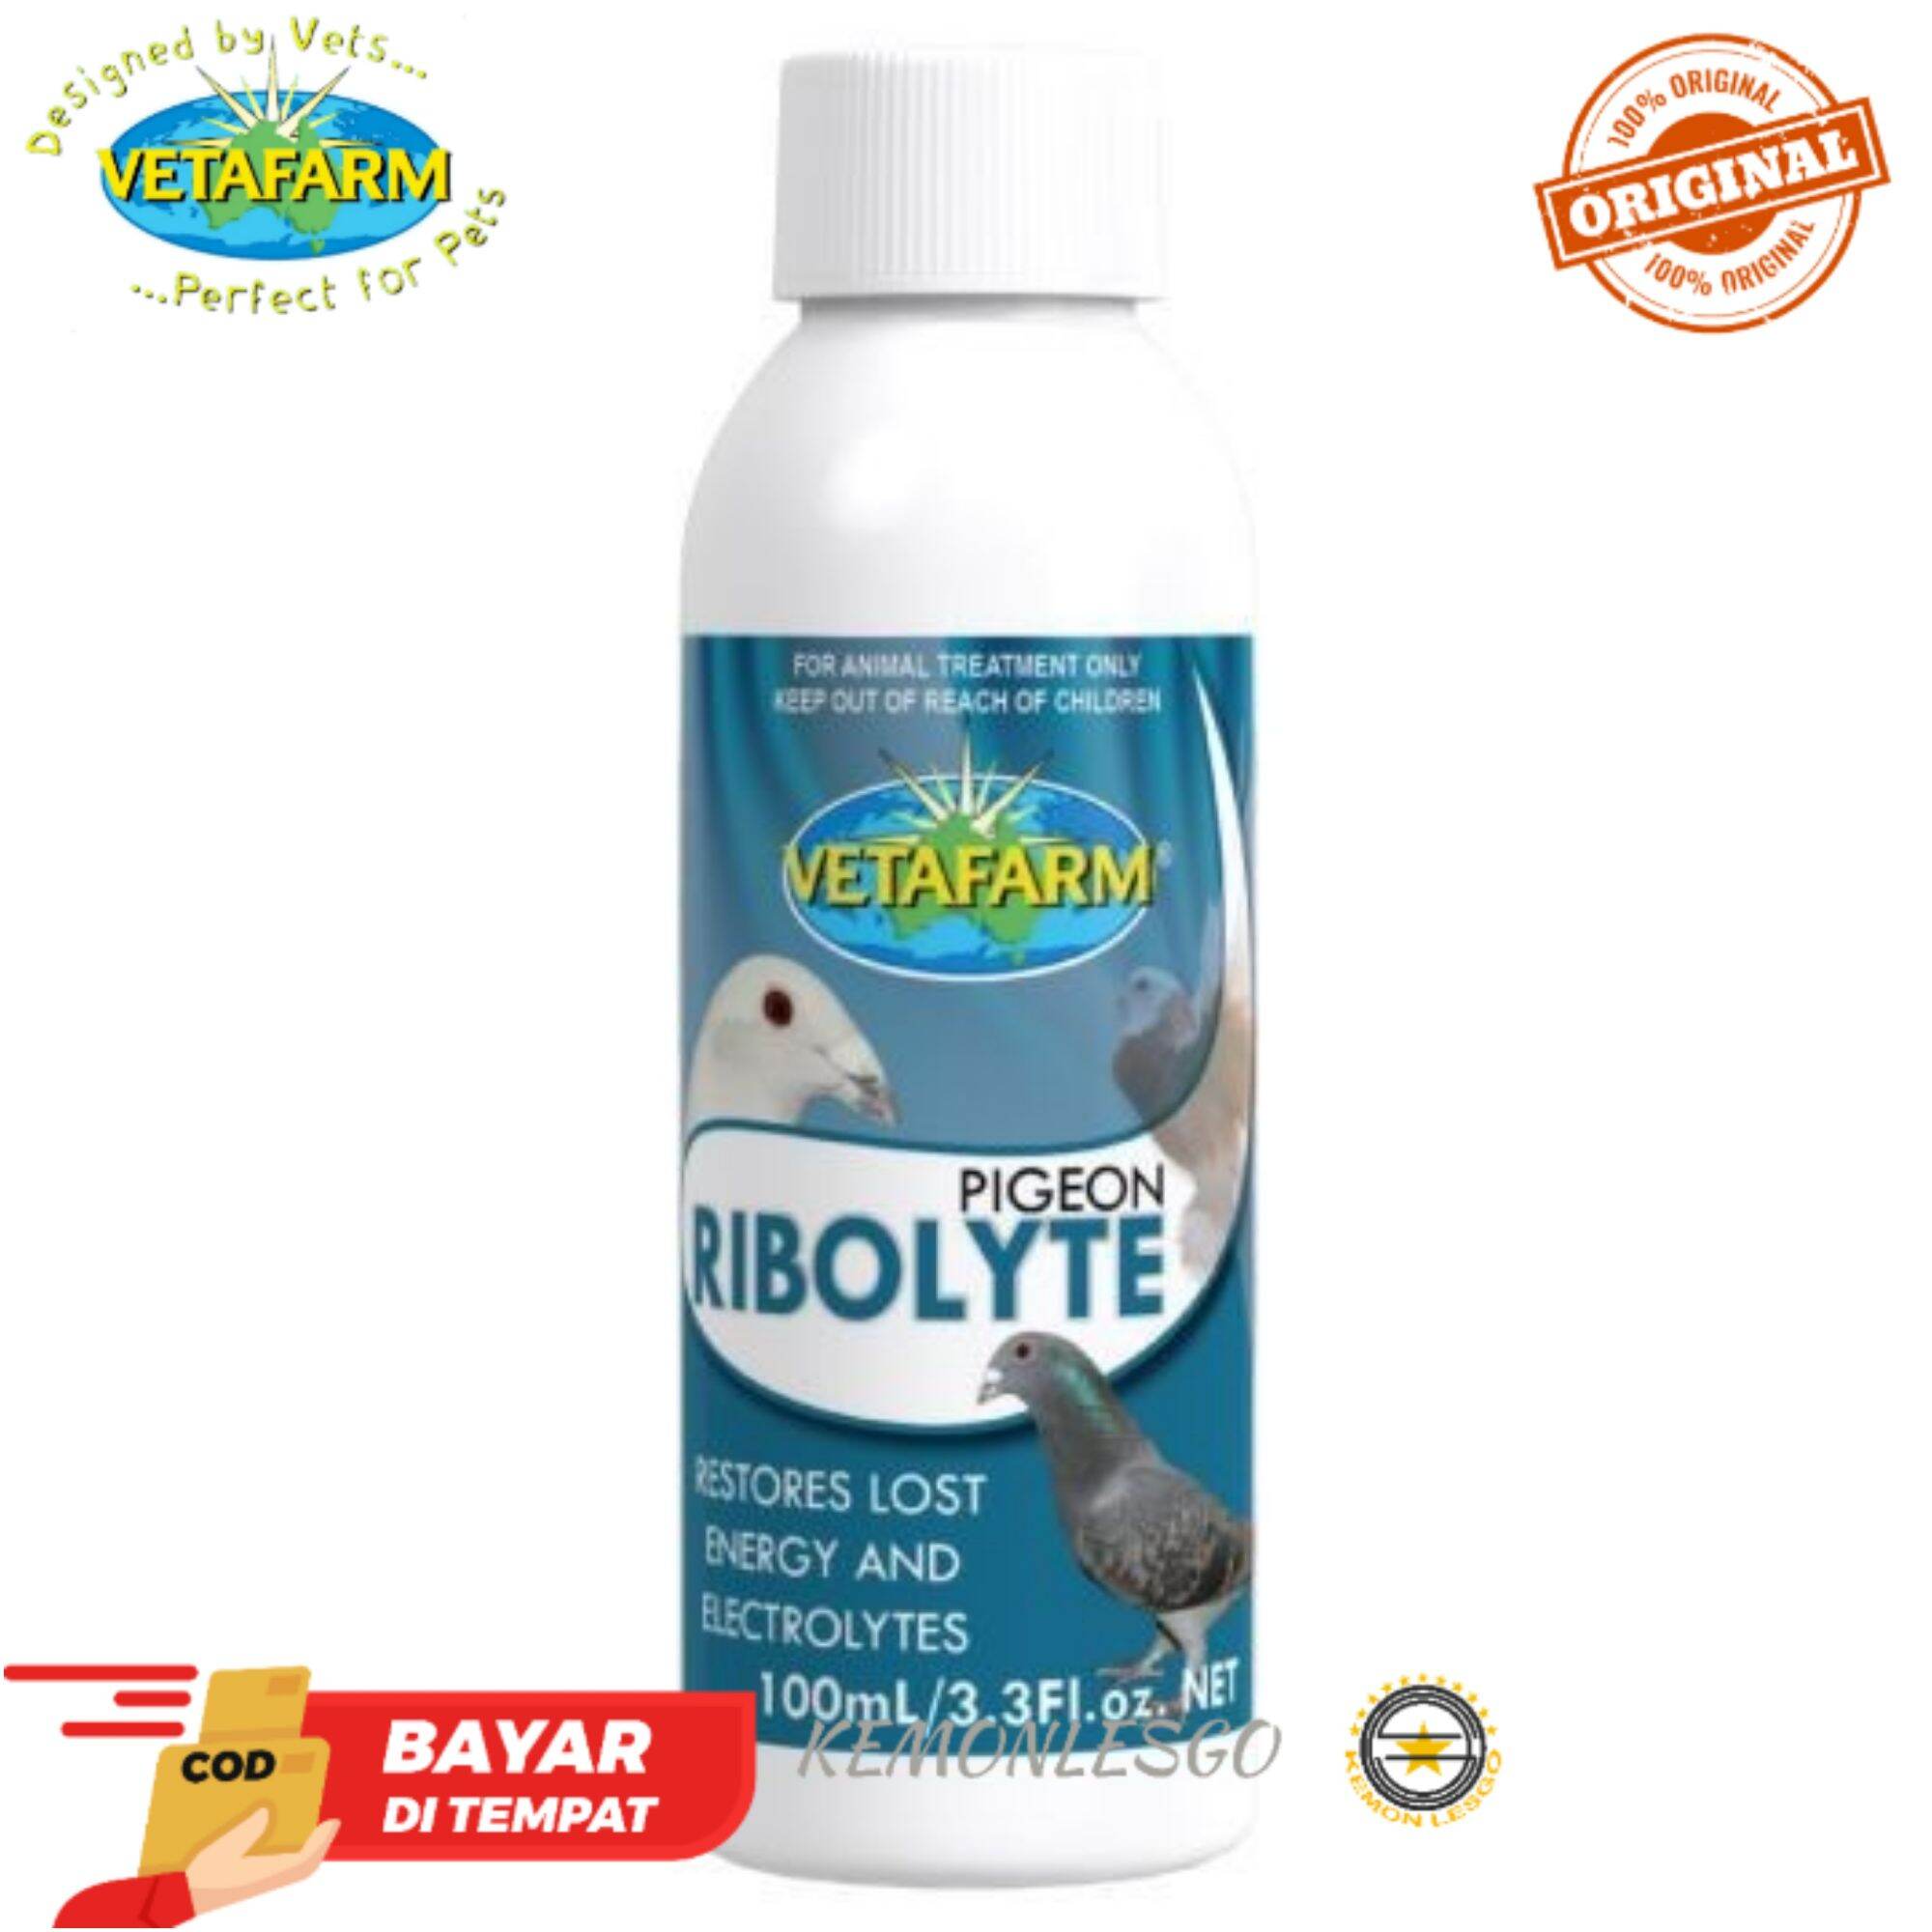 Designed by Vets...
VETAFARM
...Perfect for Pets
100% ORIGINAL
ORIGINAL
100% ORIGINAL
FOR ANIMAL TREATMENT ONLY
KEEP OUT OF REACH OF CHILDREN
VETAFARM®
PIGEON
RIBOLYTE
RESTORES LOST
ENERGY AND
ELECTROLYTES
100mL/3.3Fl.oz. NET
KEMONLESGO
COD
BAYAR
DI TEMPAT
KEMON LESGO